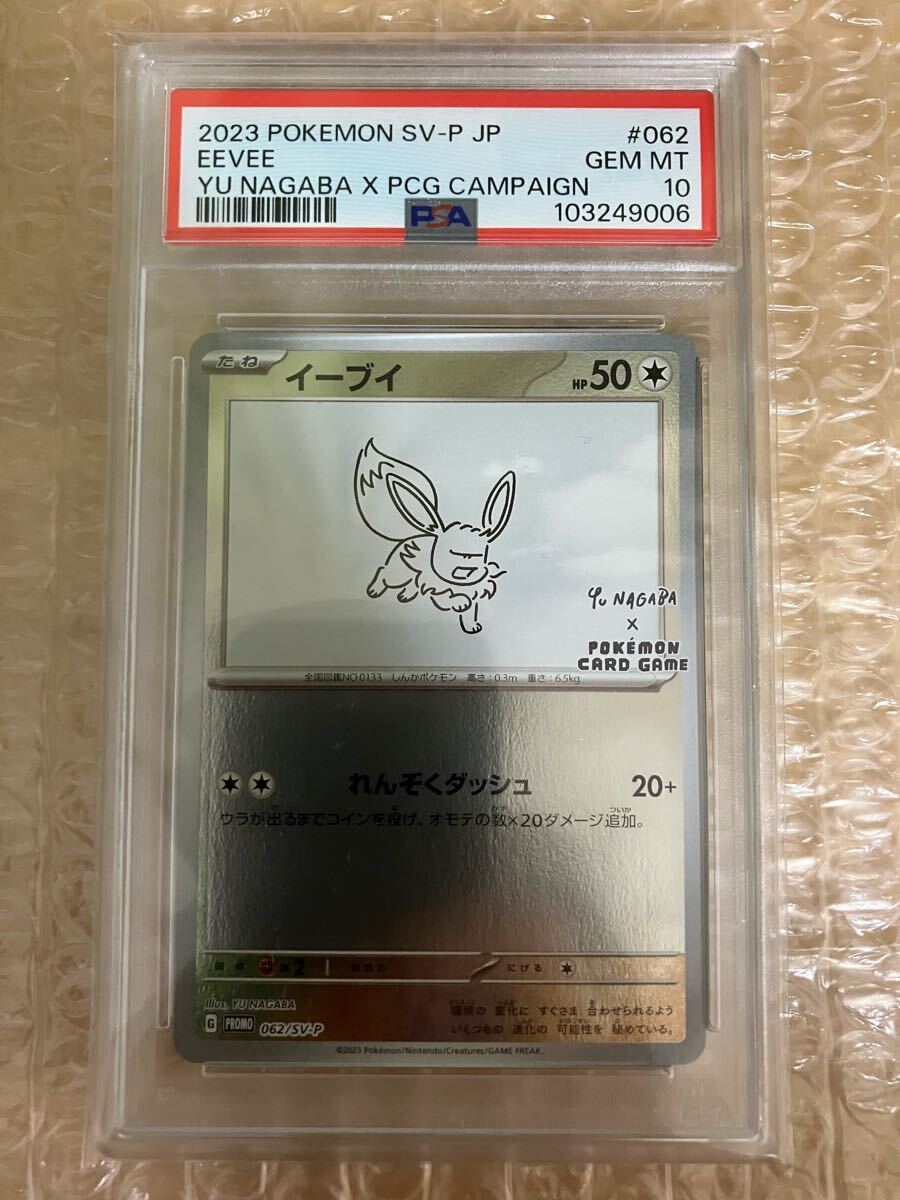 2023 POKEMON SV-P JP #062
EEVEE GEM MT
YU NAGABA X PCG CAMPAIGN 10
PSA 103249006
たね イーブイ HP 50
YU NAGABA
X
POKÉMON
CARD GAME
全国図鑑NO.0133 しんかポケモン 高さ:0.3m 重さ:6.5kg
れんぞくダッシュ 20+
ウラが出るまでコインを投げ、オモテの数×20ダメージ追加。
弱点 ×2 抵抗力 にげる
Illus. YU NAGABA
環境の 変化に すぐさま 合わせられるよう
G PROMO 062/SV-P いくつもの 進化の 可能性を 秘めている。
©2023 Pokémon/Nintendo/Creatures/GAME FREAK.